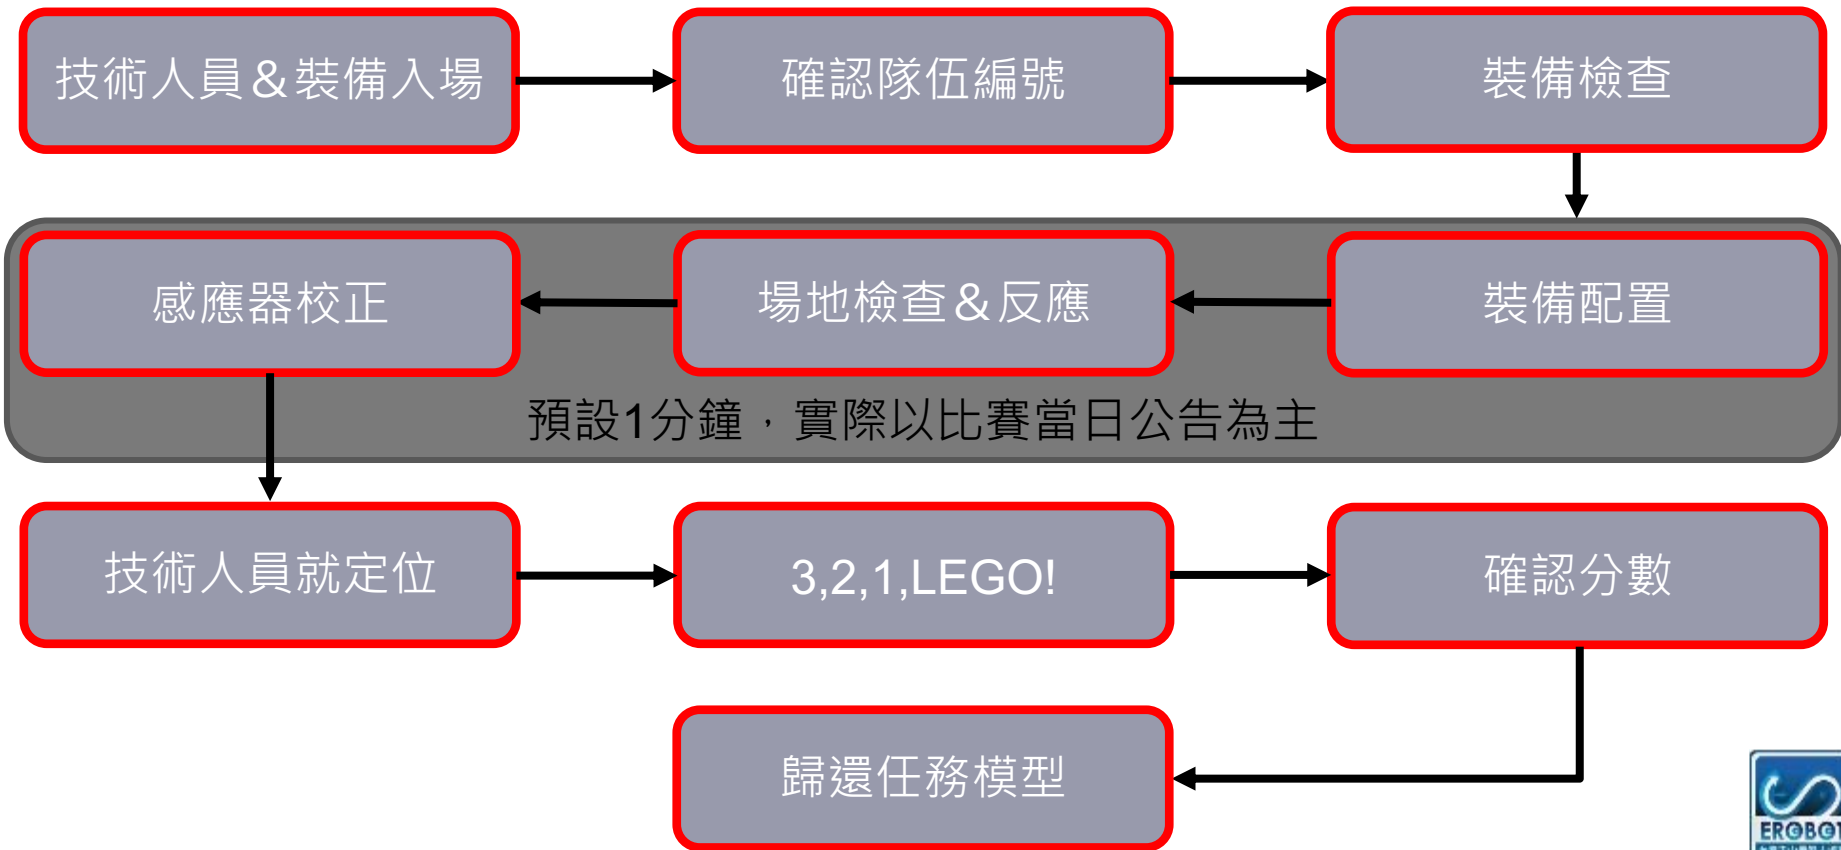 技術人員＆裝備入場
確認隊伍編號
裝備檢查
裝備配置
場地檢查＆反應
感應器校正
預設1分鐘，實際以比賽當日公告為主
技術人員就定位
3,2,1,LEGO!
確認分數
歸還任務模型
EROBOT